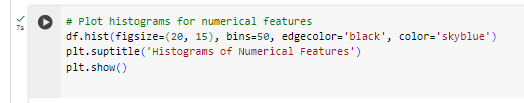 # Plot histograms for numerical features
df.hist(figsize=(20, 15), bins=50, edgecolor='black', color='skyblue')
plt.suptitle('Histograms of Numerical Features')
plt.show()
7s